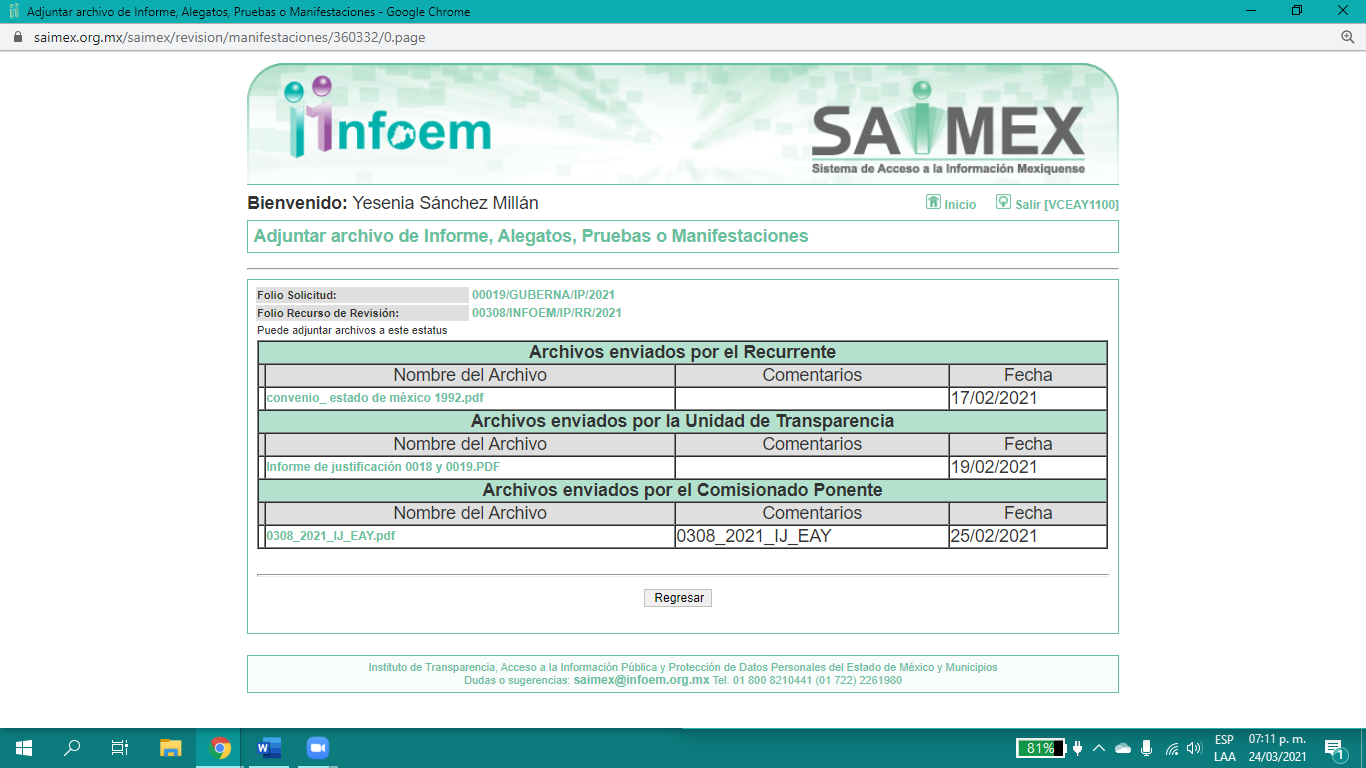 Adjuntar archivo de Informe, Alegatos, Pruebas o Manifestaciones - Google Chrome
saimex.org.mx/saimex/revision/manifestaciones/360332/0.page
infoem
SAIMEX
Sistema de Acceso a la Información Mexiquense
Bienvenido: Yesenia Sánchez Millán
Inicio
Salir [VCEAY1100]
Adjuntar archivo de Informe, Alegatos, Pruebas o Manifestaciones
Folio Solicitud: 00019/GUBERNA/IP/2021
Folio Recurso de Revisión: 00308/INFOEM/IP/RR/2021
Puede adjuntar archivos a este estatus
Archivos enviados por el Recurrente
Nombre del Archivo Comentarios Fecha
convenio_ estado de méxico 1992.pdf 17/02/2021
Archivos enviados por la Unidad de Transparencia
Nombre del Archivo Comentarios Fecha
Informe de justificación 0018 y 0019.PDF 19/02/2021
Archivos enviados por el Comisionado Ponente
Nombre del Archivo Comentarios Fecha
0308_2021_IJ_EAY.pdf 0308_2021_IJ_EAY 25/02/2021
Regresar
Instituto de Transparencia, Acceso a la Información Pública y Protección de Datos Personales del Estado de México y Municipios
Dudas o sugerencias: saimex@infoem.org.mx Tel. 01 800 8210441 (01 722) 2261980
81%
ESP
LAA
07:11 p. m.
24/03/2021
1